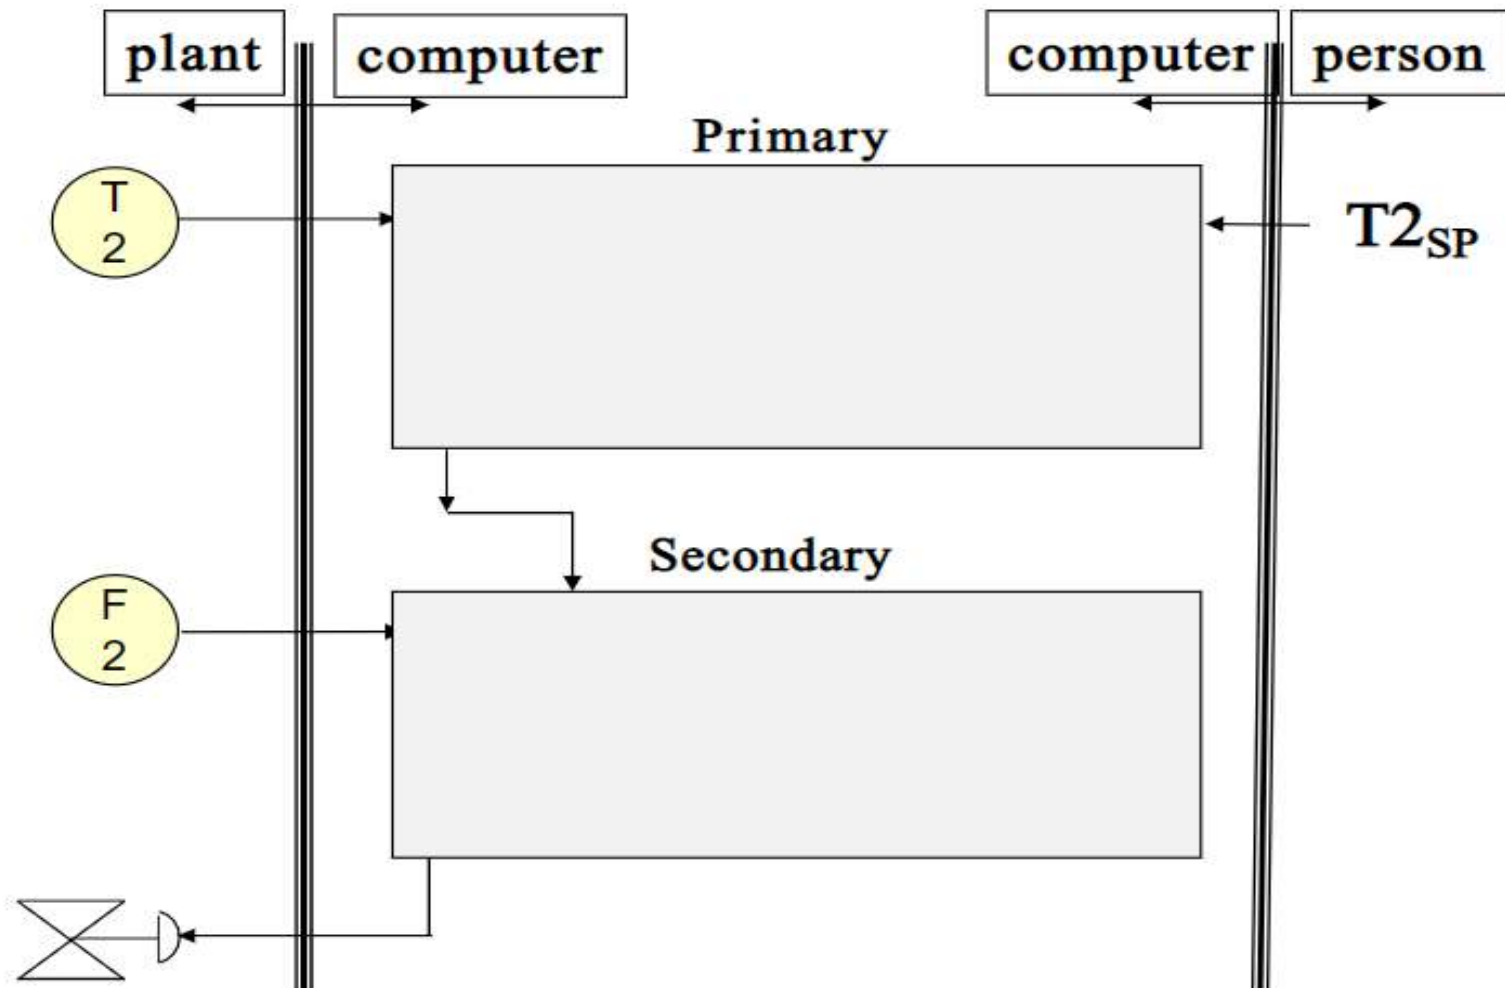 plant
computer
computer
person
Primary
T
2
T2SP
Secondary
F
2